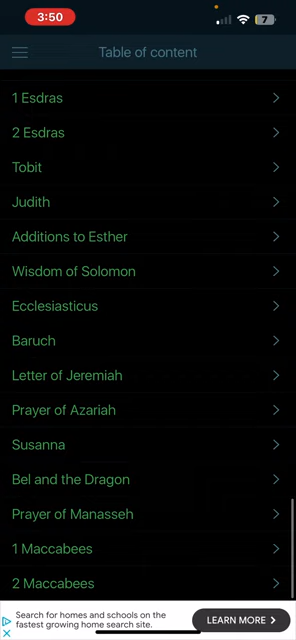 3:50
7
Table of content
1 Esdras
2 Esdras
Tobit
Judith
Additions to Esther
Wisdom of Solomon
Ecclesiasticus
Baruch
Letter of Jeremiah
Prayer of Azariah
Susanna
Bel and the Dragon
Prayer of Manasseh
1 Maccabees
2 Maccabees
Search for homes and schools on the
fastest growing home search site.
LEARN MORE >